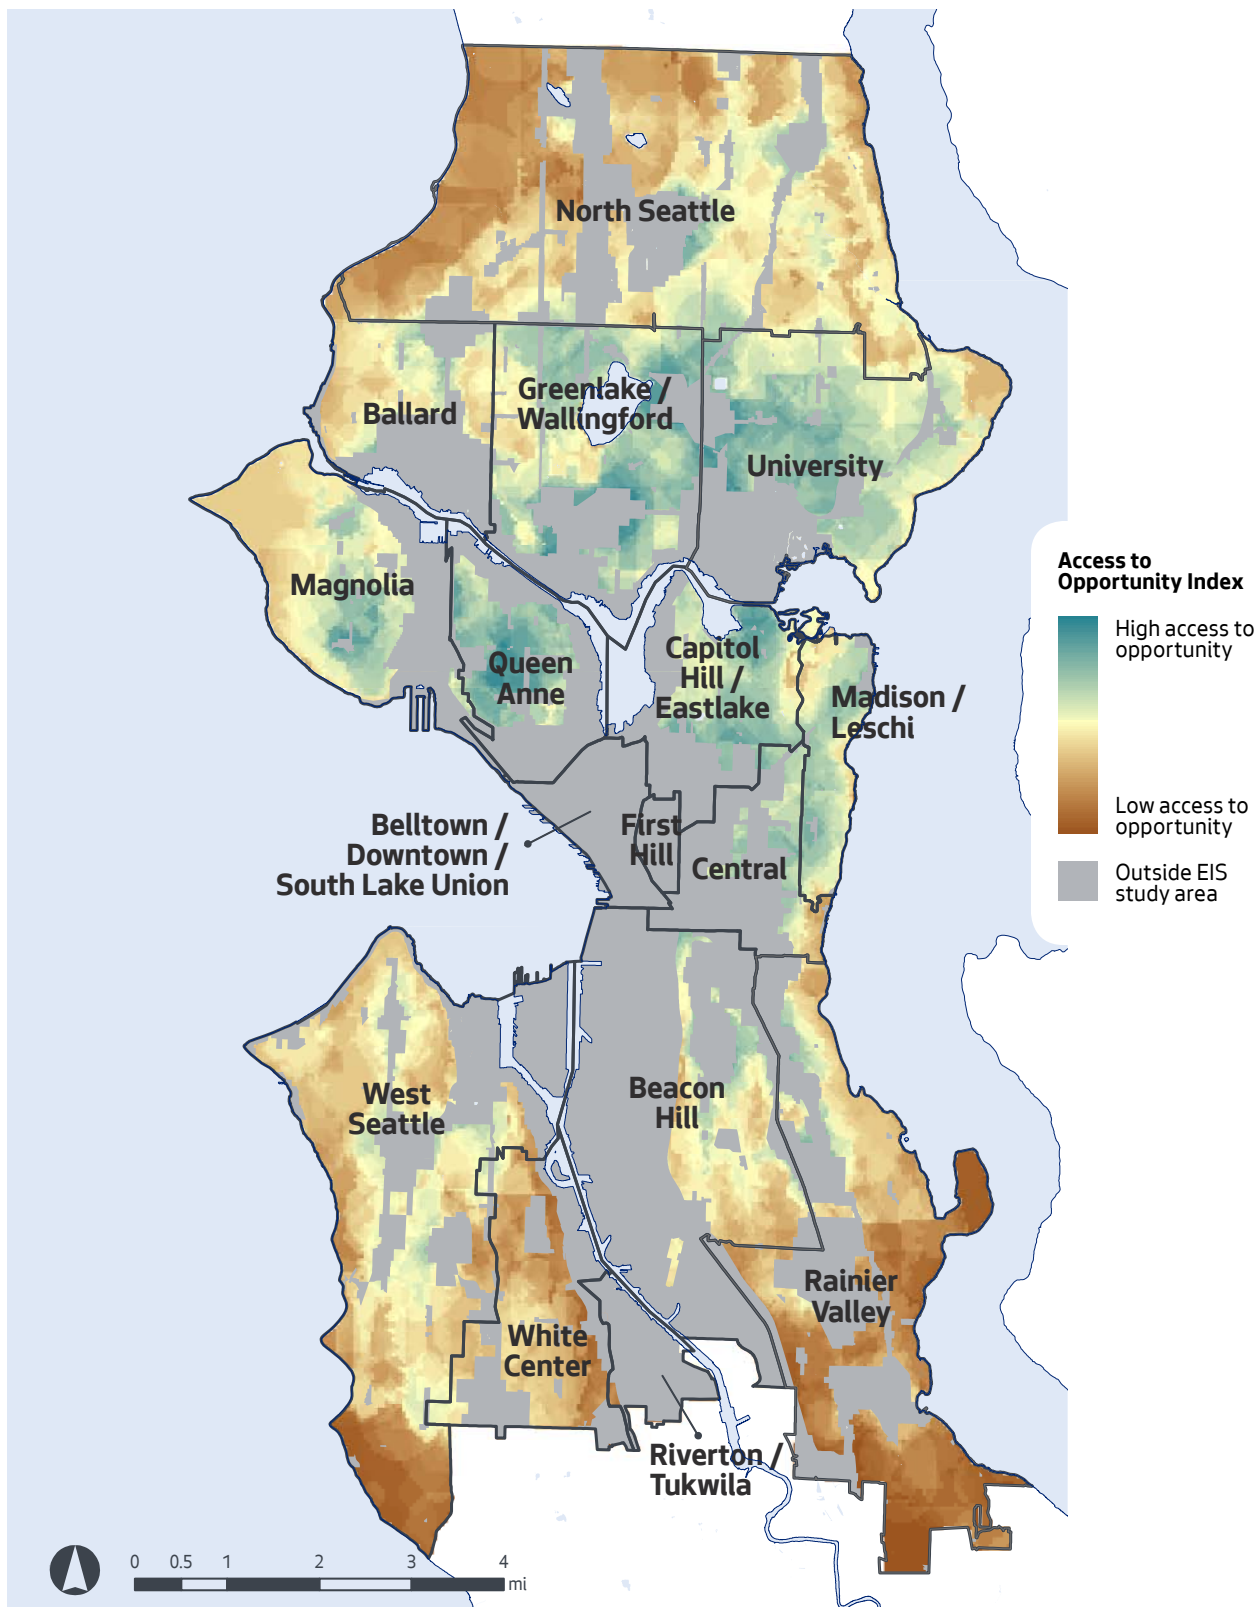 North Seattle
Ballard
Greenlake /
Wallingford
University
Magnolia
Queen
Anne
Capitol
Hill /
Eastlake
Madison /
Leschi
Belltown /
Downtown /
South Lake Union
First
Hill
Central
West
Seattle
Beacon
Hill
Rainier
Valley
White
Center
Riverton /
Tukwila
Access to
Opportunity Index
High access to
opportunity
Low access to
opportunity
Outside EIS
study area
0 0.5 1 2 3 4
mi